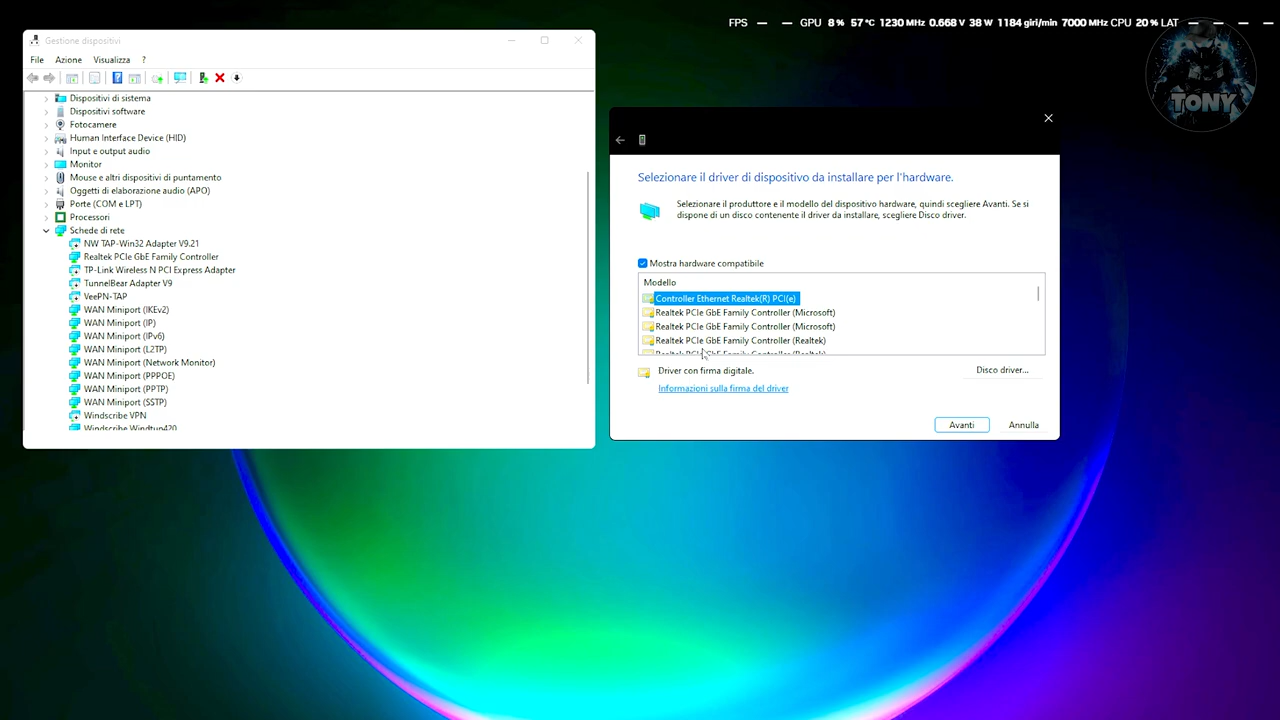 FPS — — GPU 8 % 57 °C 1230 MHz 0.668 V 38 W 1184 giri/min 7000 MHz CPU 20 % LAT — — —
TONY
Gestione dispositivi
File Azione Visualizza ?
Dispositivi di sistema
Dispositivi software
Fotocamere
Human Interface Device (HID)
Input e output audio
Monitor
Mouse e altri dispositivi di puntamento
Oggetti di elaborazione audio (APO)
Porte (COM e LPT)
Processori
Schede di rete
NW TAP-Win32 Adapter V9.21
Realtek PCIe GbE Family Controller
TP-Link Wireless N PCI Express Adapter
TunnelBear Adapter V9
VeePN-TAP
WAN Miniport (IKEv2)
WAN Miniport (IP)
WAN Miniport (IPv6)
WAN Miniport (L2TP)
WAN Miniport (Network Monitor)
WAN Miniport (PPPOE)
WAN Miniport (PPTP)
WAN Miniport (SSTP)
Windscribe VPN
Windscribe Windtun420
Selezionare il driver di dispositivo da installare per l'hardware.
Selezionare il produttore e il modello del dispositivo hardware, quindi scegliere Avanti. Se si
dispone di un disco contenente il driver da installare, scegliere Disco driver.
Mostra hardware compatibile
Modello
Controller Ethernet Realtek(R) PCI(e)
Realtek PCIe GbE Family Controller (Microsoft)
Realtek PCIe GbE Family Controller (Microsoft)
Realtek PCIe GbE Family Controller (Realtek)
Realtek PCIe GbE Family Controller (Realtek)
Driver con firma digitale.
Disco driver...
Informazioni sulla firma del driver
Avanti Annulla